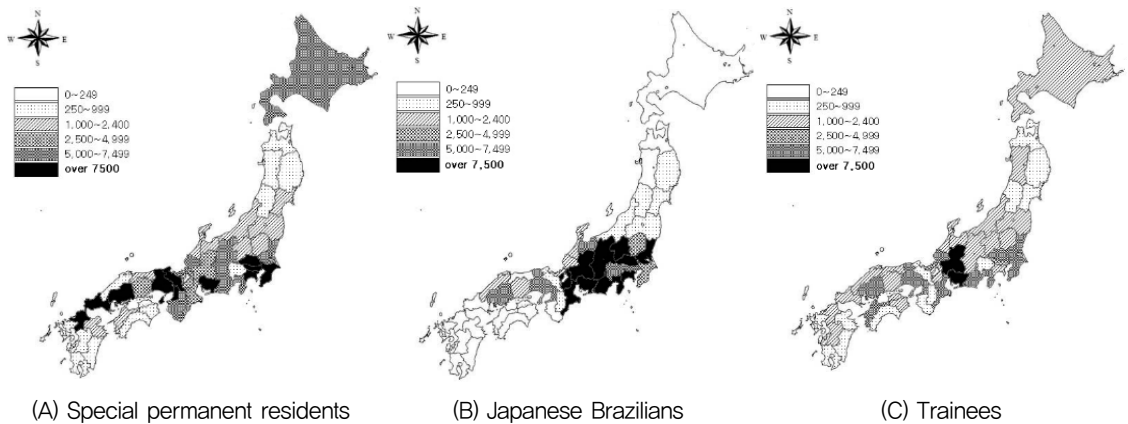 N
W E
S
0~249
250~999
1,000~2,400
2,500~4,999
5,000~7,499
over 7500
N
W E
S
0~249
250~999
1,000~2,400
2,500~4,999
5,000~7,499
over 7,500
N
W E
S
0~249
250~999
1,000~2,400
2,500~4,999
5,000~7,499
over 7,500
(A) Special permanent residents
(B) Japanese Brazilians
(C) Trainees